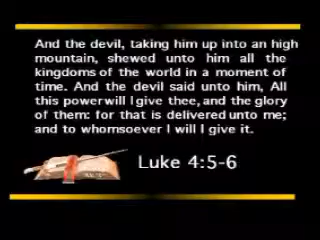 And the devil, taking him up into an high
mountain, shewed unto him all the
kingdoms of the world in a moment of
time. And the devil said unto him, All
this power will I give thee, and the glory
of them: for that is delivered unto me;
and to whomsoever I will I give it.
Luke 4:5-6